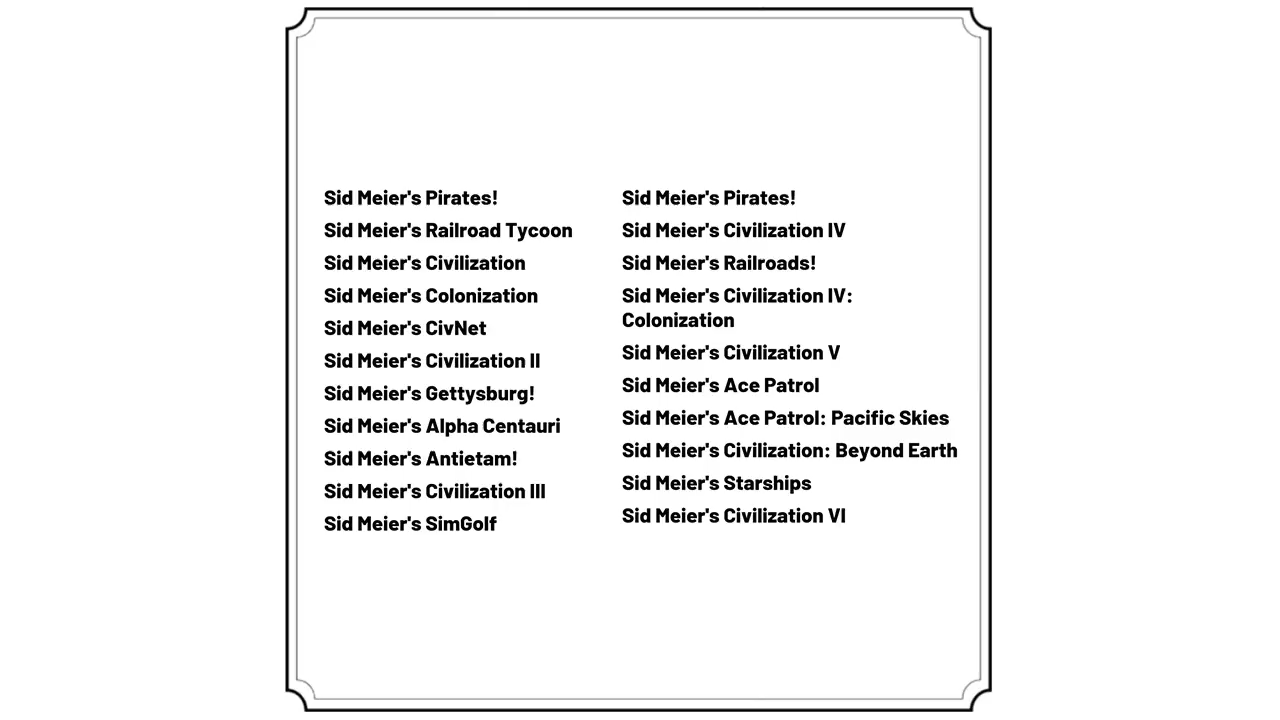 Sid Meier's Pirates!
Sid Meier's Railroad Tycoon
Sid Meier's Civilization
Sid Meier's Colonization
Sid Meier's CivNet
Sid Meier's Civilization II
Sid Meier's Gettysburg!
Sid Meier's Alpha Centauri
Sid Meier's Antietam!
Sid Meier's Civilization III
Sid Meier's SimGolf
Sid Meier's Pirates!
Sid Meier's Civilization IV
Sid Meier's Railroads!
Sid Meier's Civilization IV:
Colonization
Sid Meier's Civilization V
Sid Meier's Ace Patrol
Sid Meier's Ace Patrol: Pacific Skies
Sid Meier's Civilization: Beyond Earth
Sid Meier's Starships
Sid Meier's Civilization VI